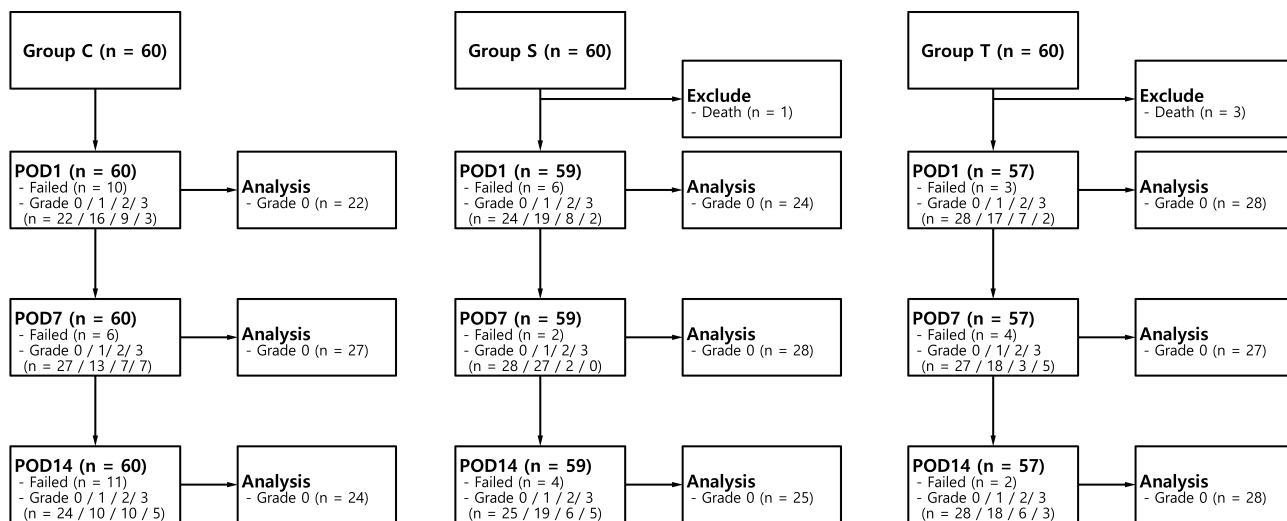 Group C (n = 60)
POD1 (n = 60)
- Failed (n = 10)
- Grade 0 / 1 / 2/ 3
(n = 22 / 16 / 9 / 3)
Analysis
- Grade 0 (n = 22)
POD7 (n = 60)
- Failed (n = 6)
- Grade 0 / 1/ 2/ 3
(n = 27 / 13 / 7/ 7)
Analysis
- Grade 0 (n = 27)
POD14 (n = 60)
- Failed (n = 11)
- Grade 0 / 1 / 2/ 3
(n = 24 / 10 / 10 / 5)
Analysis
- Grade 0 (n = 24)
Group S (n = 60)
Exclude
- Death (n = 1)
POD1 (n = 59)
- Failed (n = 6)
- Grade 0 / 1 / 2/ 3
(n = 24 / 19 / 8 / 2)
Analysis
- Grade 0 (n = 24)
POD7 (n = 59)
- Failed (n = 2)
- Grade 0 / 1/ 2/ 3
(n = 28 / 27 / 2 / 0)
Analysis
- Grade 0 (n = 28)
POD14 (n = 59)
- Failed (n = 4)
- Grade 0 / 1 / 2/ 3
(n = 25 / 19 / 6 / 5)
Analysis
- Grade 0 (n = 25)
Group T (n = 60)
Exclude
- Death (n = 3)
POD1 (n = 57)
- Failed (n = 3)
- Grade 0 / 1 / 2/ 3
(n = 28 / 17 / 7 / 2)
Analysis
- Grade 0 (n = 28)
POD7 (n = 57)
- Failed (n = 4)
- Grade 0 / 1/ 2/ 3
(n = 27 / 18 / 3 / 5)
Analysis
- Grade 0 (n = 27)
POD14 (n = 57)
- Failed (n = 2)
- Grade 0 / 1 / 2/ 3
(n = 28 / 18 / 6 / 3)
Analysis
- Grade 0 (n = 28)